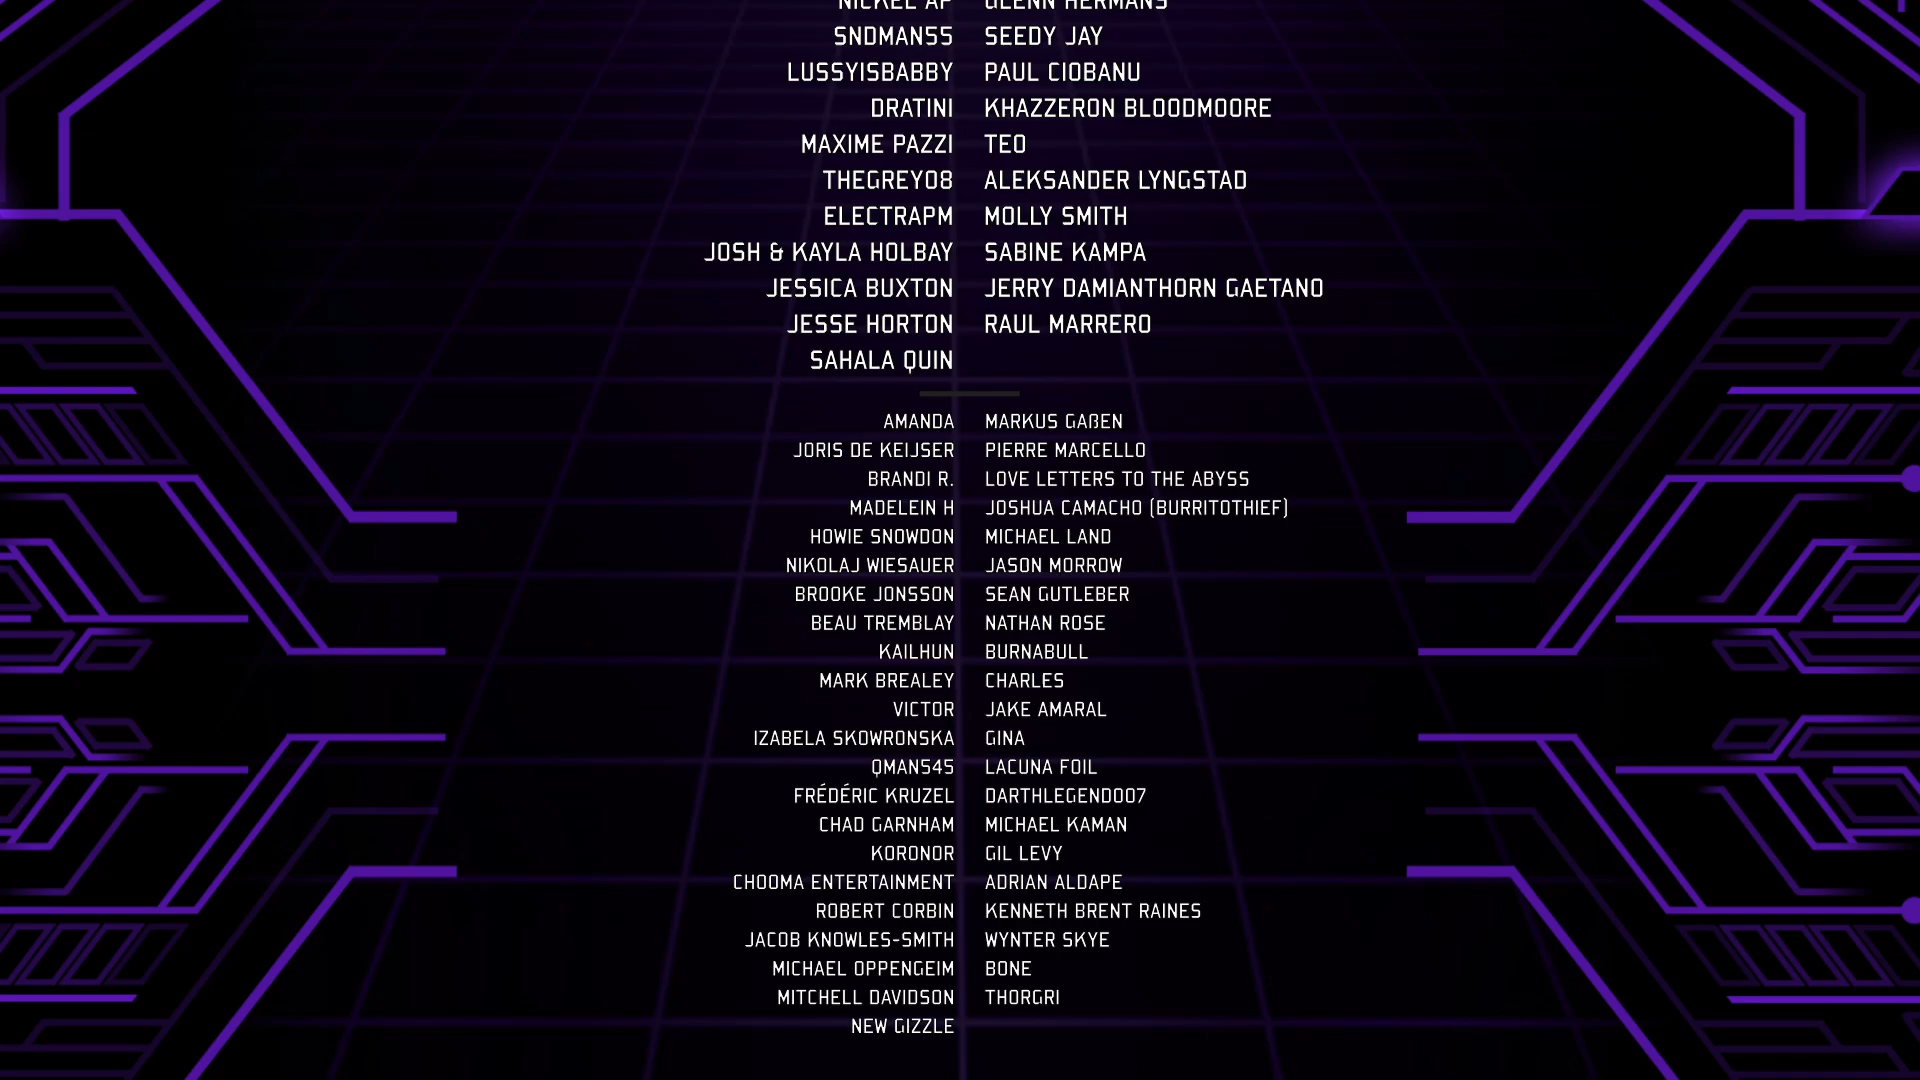 NICKEL AP GLENN HERMANS
SNDMAN55 SEEDY JAY
LUSSYISBABBY PAUL CIOBANU
DRATINI KHAZZERON BLOODMOORE
MAXIME PAZZI TEO
THEGREY08 ALEKSANDER LYNGSTAD
ELECTRAPM MOLLY SMITH
JOSH & KAYLA HOLBAY SABINE KAMPA
JESSICA BUXTON JERRY DAMIANTHORN GAETANO
JESSE HORTON RAUL MARRERO
SAHALA QUIN
AMANDA MARKUS GAßEN
JORIS DE KEIJSER PIERRE MARCELLO
BRANDI R. LOVE LETTERS TO THE ABYSS
MADELEIN H JOSHUA CAMACHO (BURRITOTHIEF)
HOWIE SNOWDON MICHAEL LAND
NIKOLAJ WIESAUER JASON MORROW
BROOKE JONSSON SEAN GUTLEBER
BEAU TREMBLAY NATHAN ROSE
KAILHUN BURNABULL
MARK BREALEY CHARLES
VICTOR JAKE AMARAL
IZABELA SKOWRONSKA GINA
QMAN545 LACUNA FOIL
FRÉDÉRIC KRUZEL DARTHLEGEND007
CHAD GARNHAM MICHAEL KAMAN
KORONOR GIL LEVY
CHOOMA ENTERTAINMENT ADRIAN ALDAPE
ROBERT CORBIN KENNETH BRENT RAINES
JACOB KNOWLES-SMITH WYNTER SKYE
MICHAEL OPPENGEIM BONE
MITCHELL DAVIDSON THORGRI
NEW GIZZLE